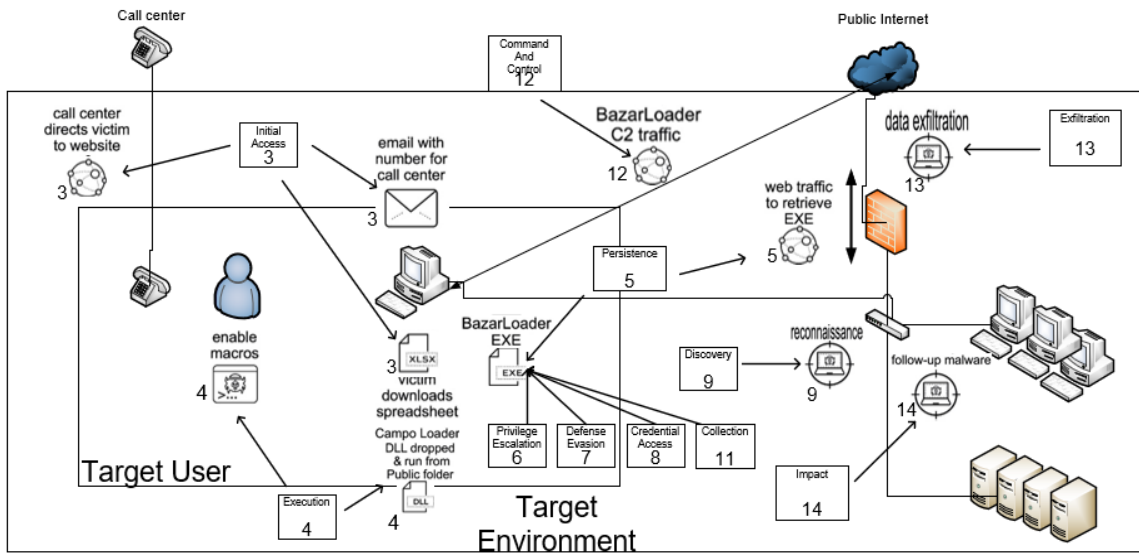 Call center
Public Internet
Command
And
Control
12
call center
directs victim
to website
3
Initial
Access
3
email with
number for
call center
3
BazarLoader
C2 traffic
12
data exfiltration
13
Exfiltration
13
web traffic
to retrieve
EXE
5
Persistence
5
enable
macros
4
>...
XLSX
3
victim
downloads
spreadsheet
BazarLoader
EXE
EXE
Discovery
9
reconnaissance
9
follow-up malware
14
Privilege
Escalation
6
Defense
Evasion
7
Credential
Access
8
Collection
11
Campo Loader
DLL dropped
& run from
Public folder
DLL
4
Target User
Execution
4
Impact
14
Target
Environment